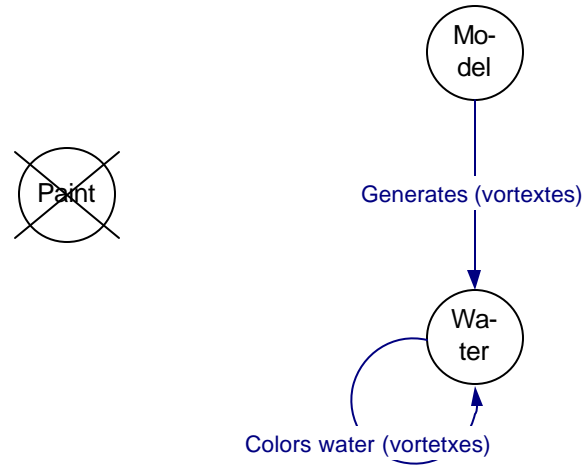 Mo-
del
Paint
Generates (vortextes)
Wa-
ter
Colors water (vortetxes)